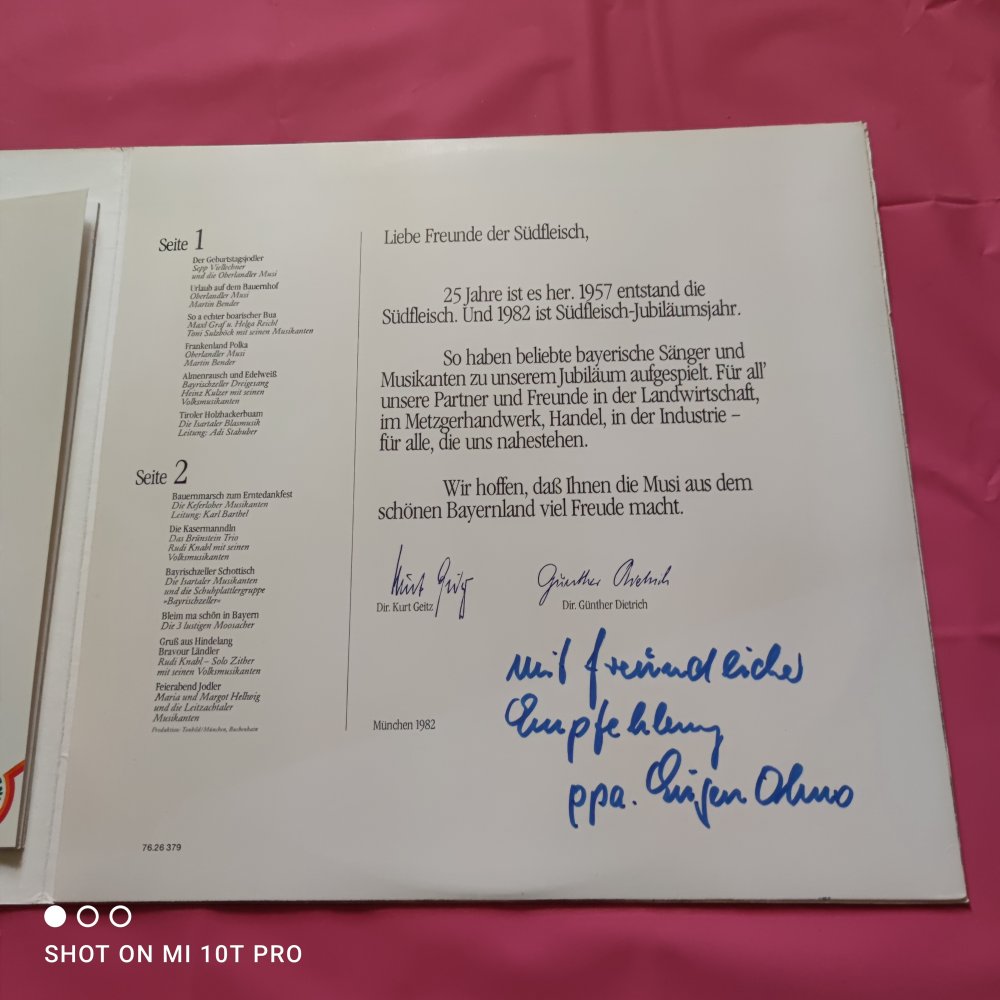 Seite 1
Der Geburtstagsjodler
Sepp Viellechner
und die Oberlandler Musi
Urlaub auf dem Bauernhof
Oberlandler Musi
Martin Bender
So a echter boarischer Bua
Maxl Graf u. Helga Reichl
Toni Sulzböck mit seinen Musikanten
Frankenland Polka
Oberlandler Musi
Martin Bender
Almenrausch und Edelweiß
Bayrischzeller Dreigesang
Heinz Kulzer mit seinen
Volksmusikanten
Tiroler Holzhackerbuam
Die Isartaler Blasmusik
Leitung: Adi Stahuber
Seite 2
Bauernmarsch zum Erntedankfest
Die Keferloher Musikanten
Leitung: Karl Barthel
Die Kasermanndln
Das Brünstein Trio
Rudi Knabl mit seinen
Volksmusikanten
Bayrischzeller Schottisch
Die Isartaler Musikanten
und die Schuhplattlergruppe
»Bayrischzeller«
Bleim ma schön in Bayern
Die 3 lustigen Moosacher
Gruß aus Hindelang
Bravour Ländler
Rudi Knabl – Solo Zither
mit seinen Volksmusikanten
Feierabend Jodler
Maria und Margot Hellwig
und die Leitzachtaler
Musikanten
Produktion: Tonbild/München, Buchenhain
76.26 379
Liebe Freunde der Südfleisch,
25 Jahre ist es her. 1957 entstand die
Südfleisch. Und 1982 ist Südfleisch-Jubiläumsjahr.
So haben beliebte bayerische Sänger und
Musikanten zu unserem Jubiläum aufgespielt. Für all'
unsere Partner und Freunde in der Landwirtschaft,
im Metzgerhandwerk, Handel, in der Industrie –
für alle, die uns nahestehen.
Wir hoffen, daß Ihnen die Musi aus dem
schönen Bayernland viel Freude macht.
Kurt Geitz
Günther Dietrich
Dir. Kurt Geitz
Dir. Günther Dietrich
mit freundlicher
Empfehlung
ppa. Eugen
München 1982
SHOT ON MI 10T PRO